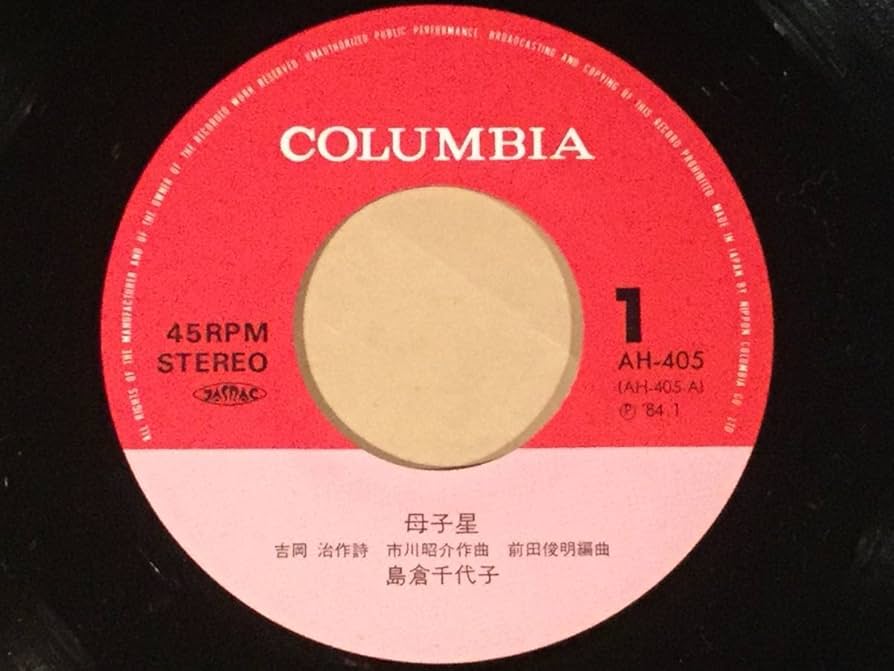 ALL RIGHTS OF THE MANUFACTURER AND OF THE OWNER OF THE RECORDED WORK RESERVED. UNAUTHORIZED PUBLIC PERFORMANCE, BROADCASTING AND COPYING OF THIS RECORD PROHIBITED. MADE IN JAPAN BY NIPPON COLUMBIA CO. LTD
COLUMBIA
45RPM
STEREO
JASRAC
1
AH-405
(AH-405 A)
Ⓟ '84.1
母子星
吉岡 治作詩 市川昭介作曲 前田俊明編曲
島倉千代子